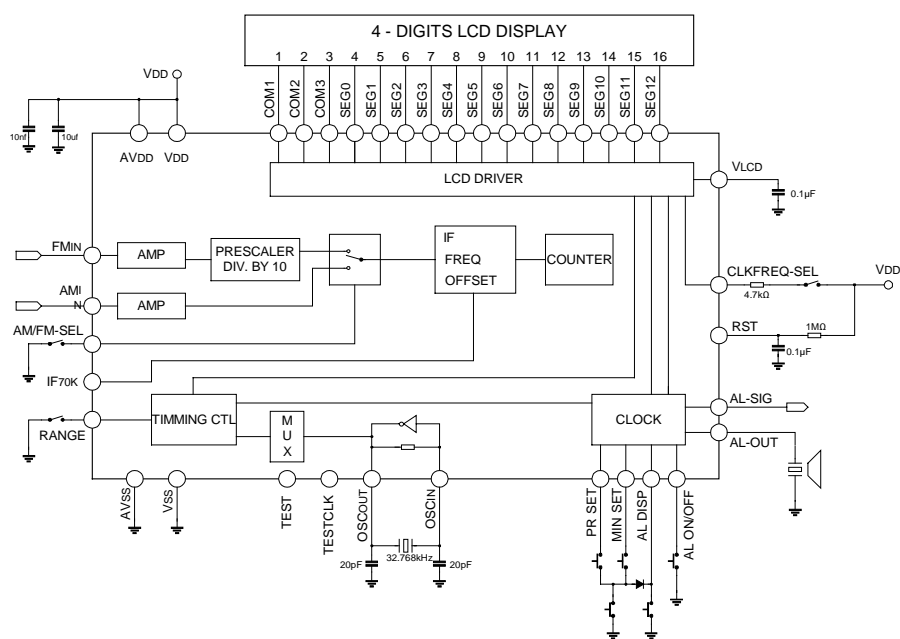 4 - DIGITS LCD DISPLAY
1 2 3 4 5 6 7 8 9 10 11 12 13 14 15 16
COM1
COM2
COM3
SEG0
SEG1
SEG2
SEG3
SEG4
SEG5
SEG6
SEG7
SEG8
SEG9
SEG10
SEG11
SEG12
VDD
10nf
10uf
AVDD
VDD
LCD DRIVER
VLCD
0.1µF
FMIN
AMP
PRESCALER
DIV. BY 10
IF
FREQ
OFFSET
COUNTER
AMI
N
AMP
CLKFREQ-SEL
4.7kΩ
VDD
AM/FM-SEL
RST
1MΩ
0.1µF
IF70K
RANGE
TIMMING CTL
M
U
X
CLOCK
AL-SIG
AL-OUT
AVSS
VSS
TEST
TESTCLK
OSCOUT
OSCIN
PR SET
MIN SET
AL DISP
AL ON/OFF
20pF
32.768kHz
20pF